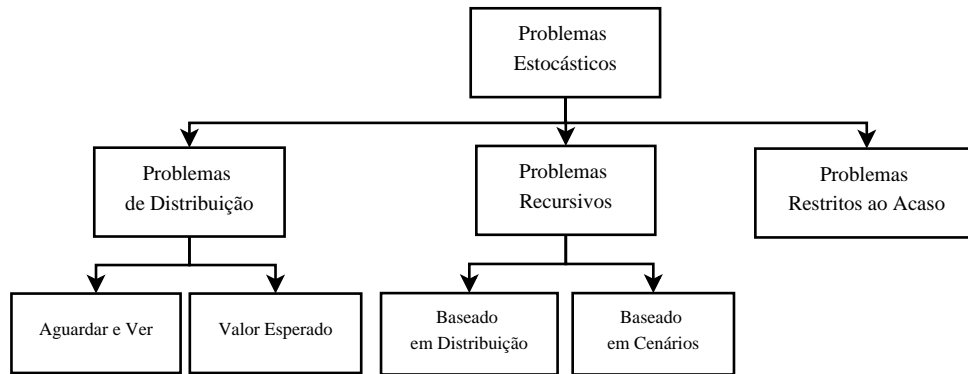 Problemas
Estocásticos
Problemas
de Distribuição
Problemas
Recursivos
Problemas
Restritos ao Acaso
Aguardar e Ver
Valor Esperado
Baseado
em Distribuição
Baseado
em Cenários